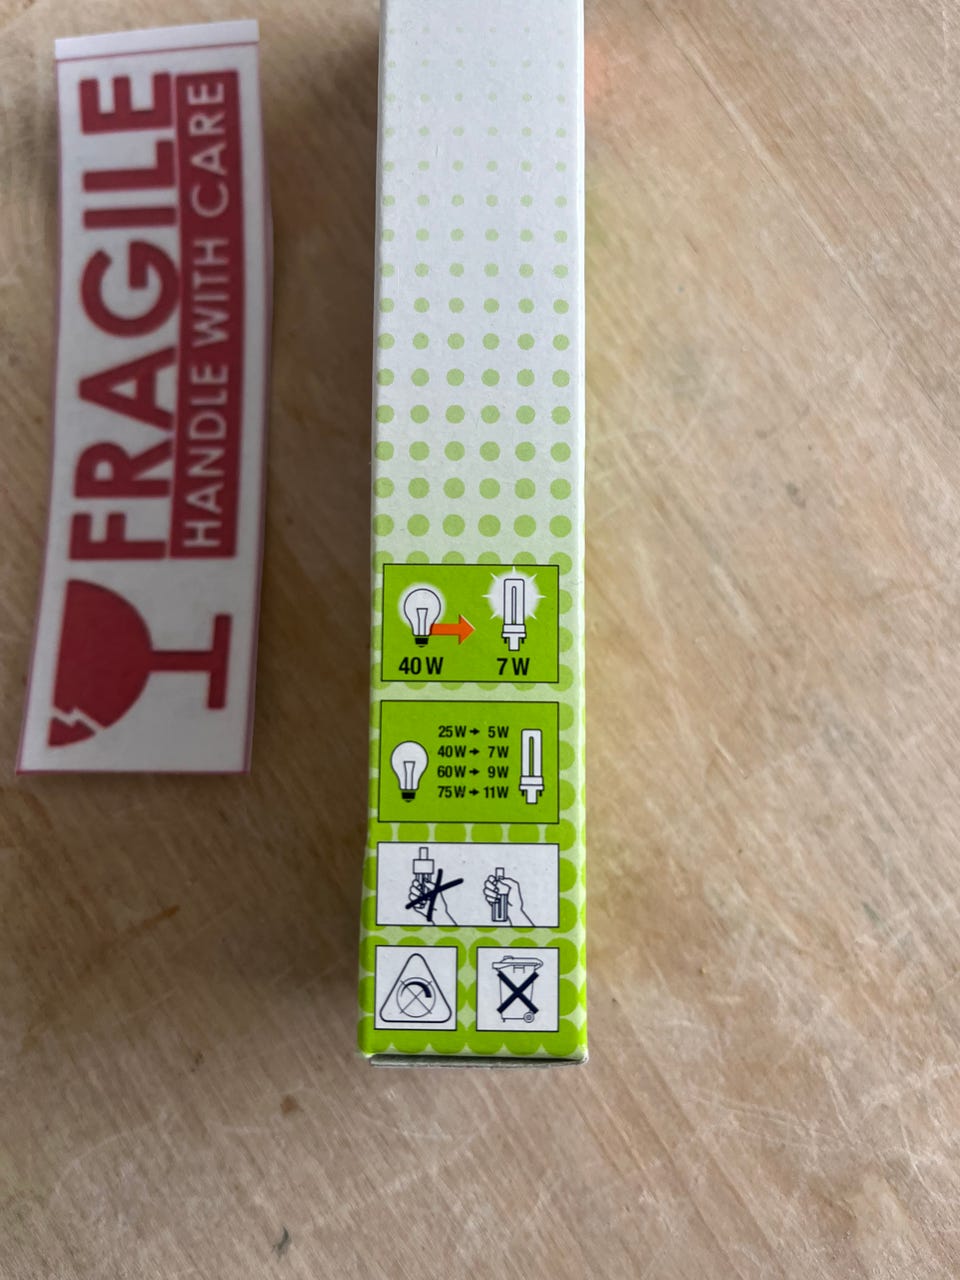 FRAGILE
HANDLE WITH CARE
40 W 7 W
25W➔ 5W
40W➔ 7W
60W➔ 9W
75W➔11W